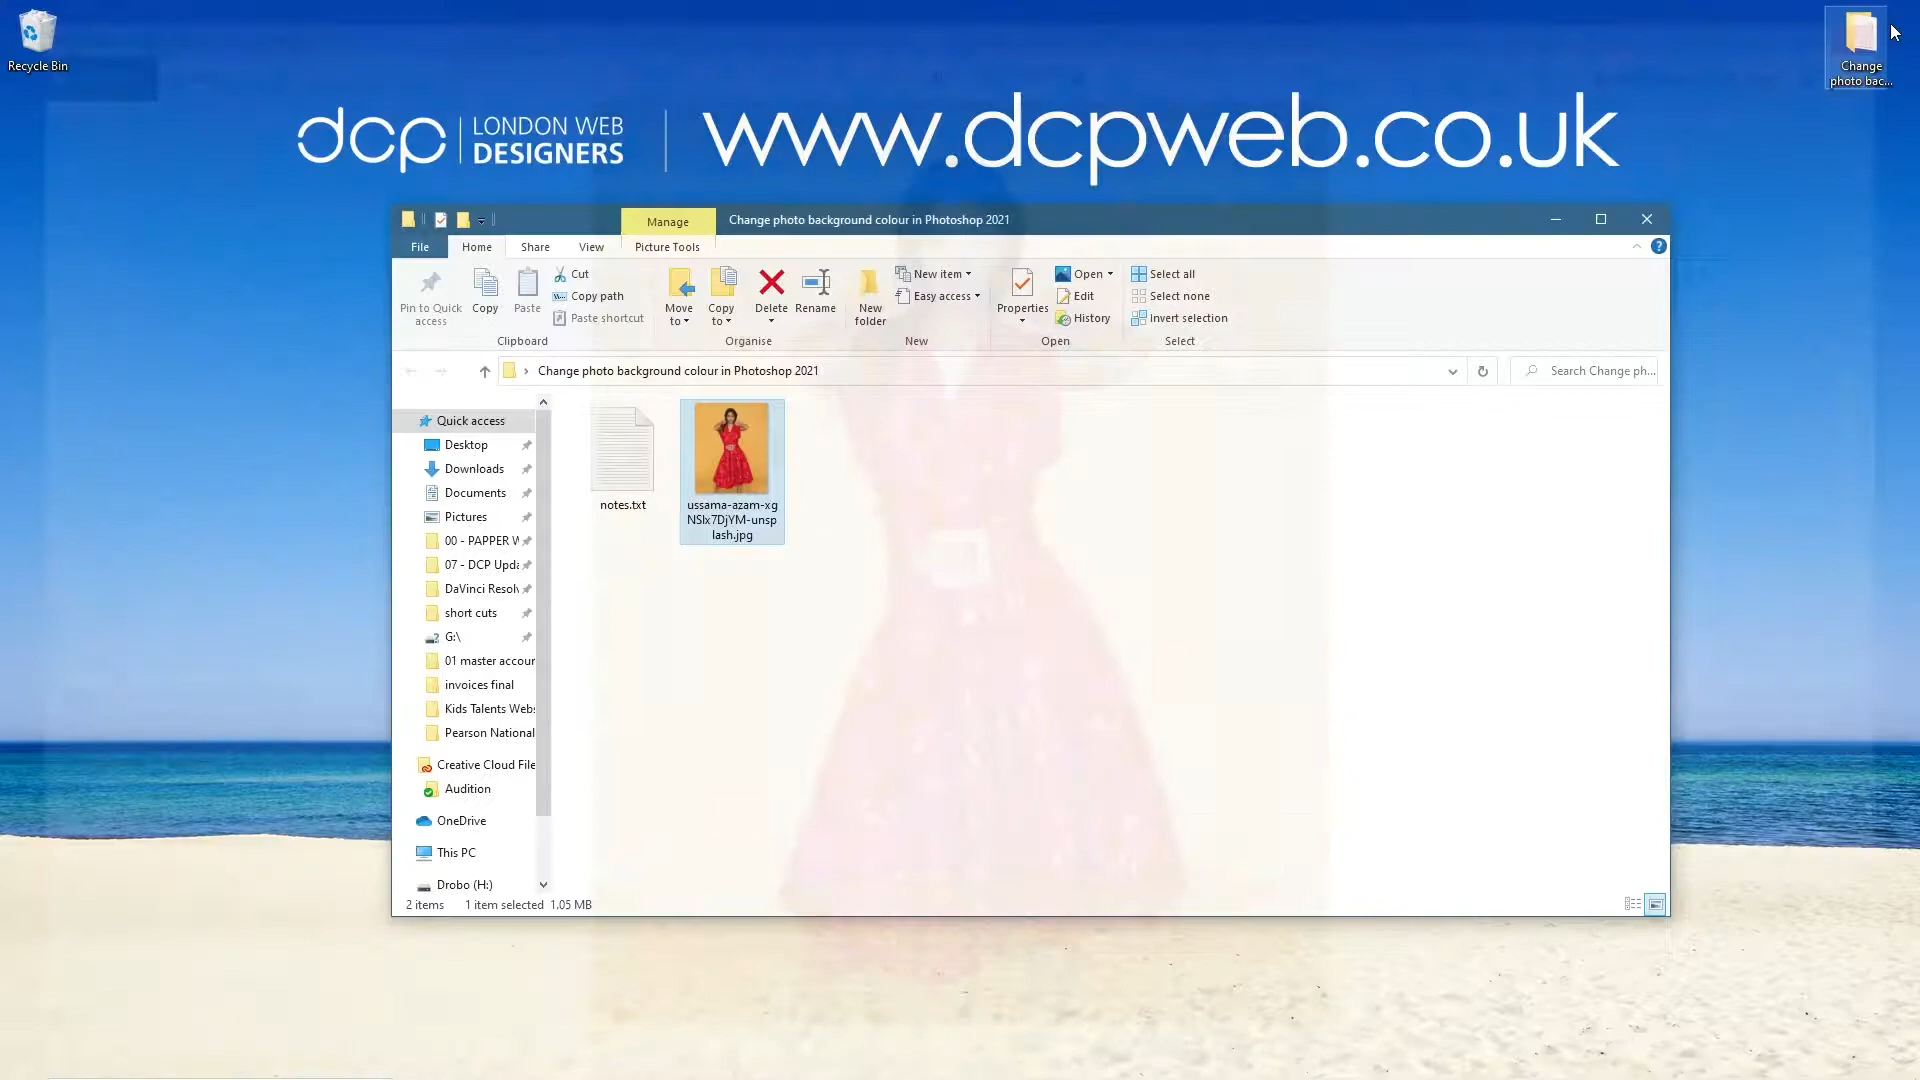 Recycle Bin
Change
photo bac...
dcp
LONDON WEB
DESIGNERS
www.dcpweb.co.uk
Manage
Change photo background colour in Photoshop 2021
File
Home
Share
View
Picture Tools
Pin to Quick
access
Copy
Paste
Cut
Copy path
Paste shortcut
Clipboard
Move
to
Copy
to
Delete
Rename
Organise
New
folder
New item
Easy access
New
Properties
Open
Edit
History
Open
Select all
Select none
Invert selection
Select
Change photo background colour in Photoshop 2021
Search Change ph...
Quick access
Desktop
Downloads
Documents
Pictures
00 - PAPPER W
07 - DCP Upda
DaVinci Resolv
short cuts
G:\
01 master accour
invoices final
Kids Talents Webs
Pearson National
Creative Cloud File
Audition
OneDrive
This PC
Drobo (H:)
notes.txt
ussama-azam-xg
NSlx7DjYM-unsp
lash.jpg
2 items
1 item selected 1.05 MB